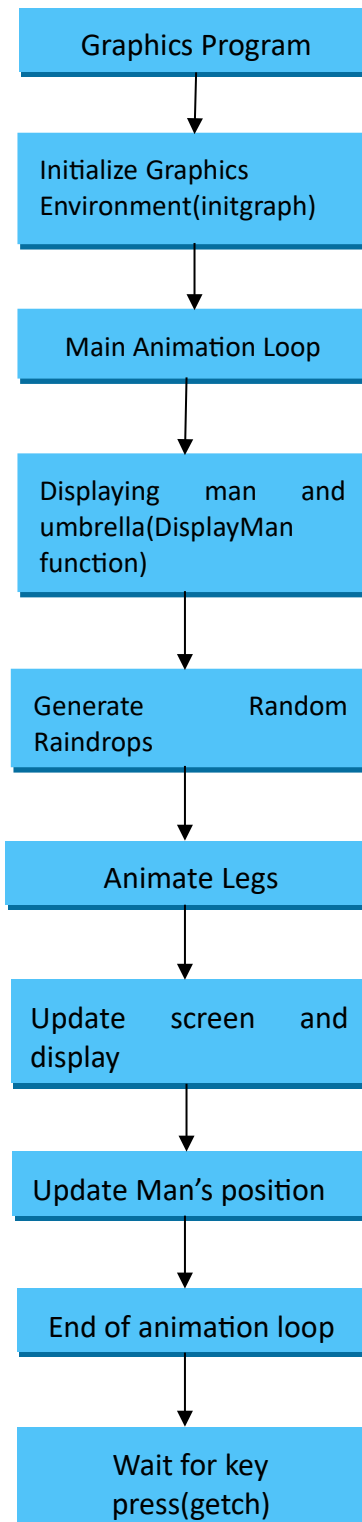 Graphics Program
Initialize Graphics
Environment(initgraph)
Main Animation Loop
Displaying man and
umbrella(DisplayMan
function)
Generate Random
Raindrops
Animate Legs
Update screen and
display
Update Man’s position
End of animation loop
Wait for key
press(getch)